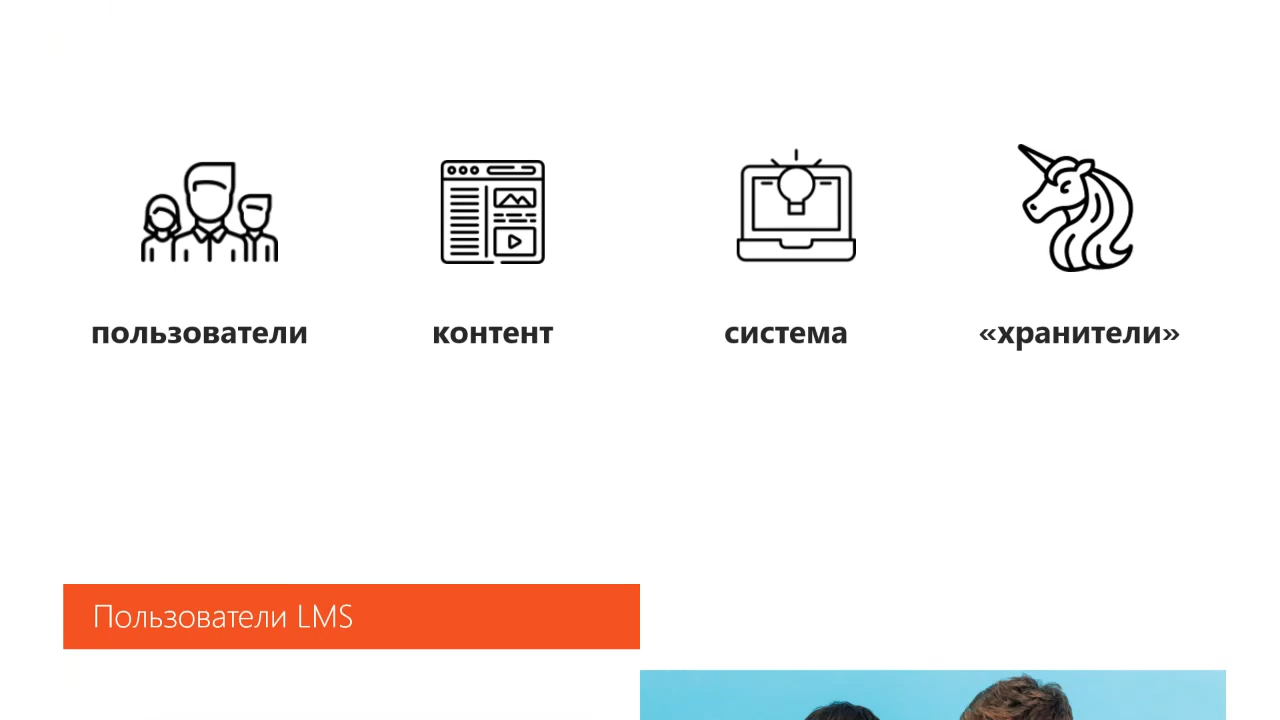 пользователи
контент
система
«хранители»
Пользователи LMS